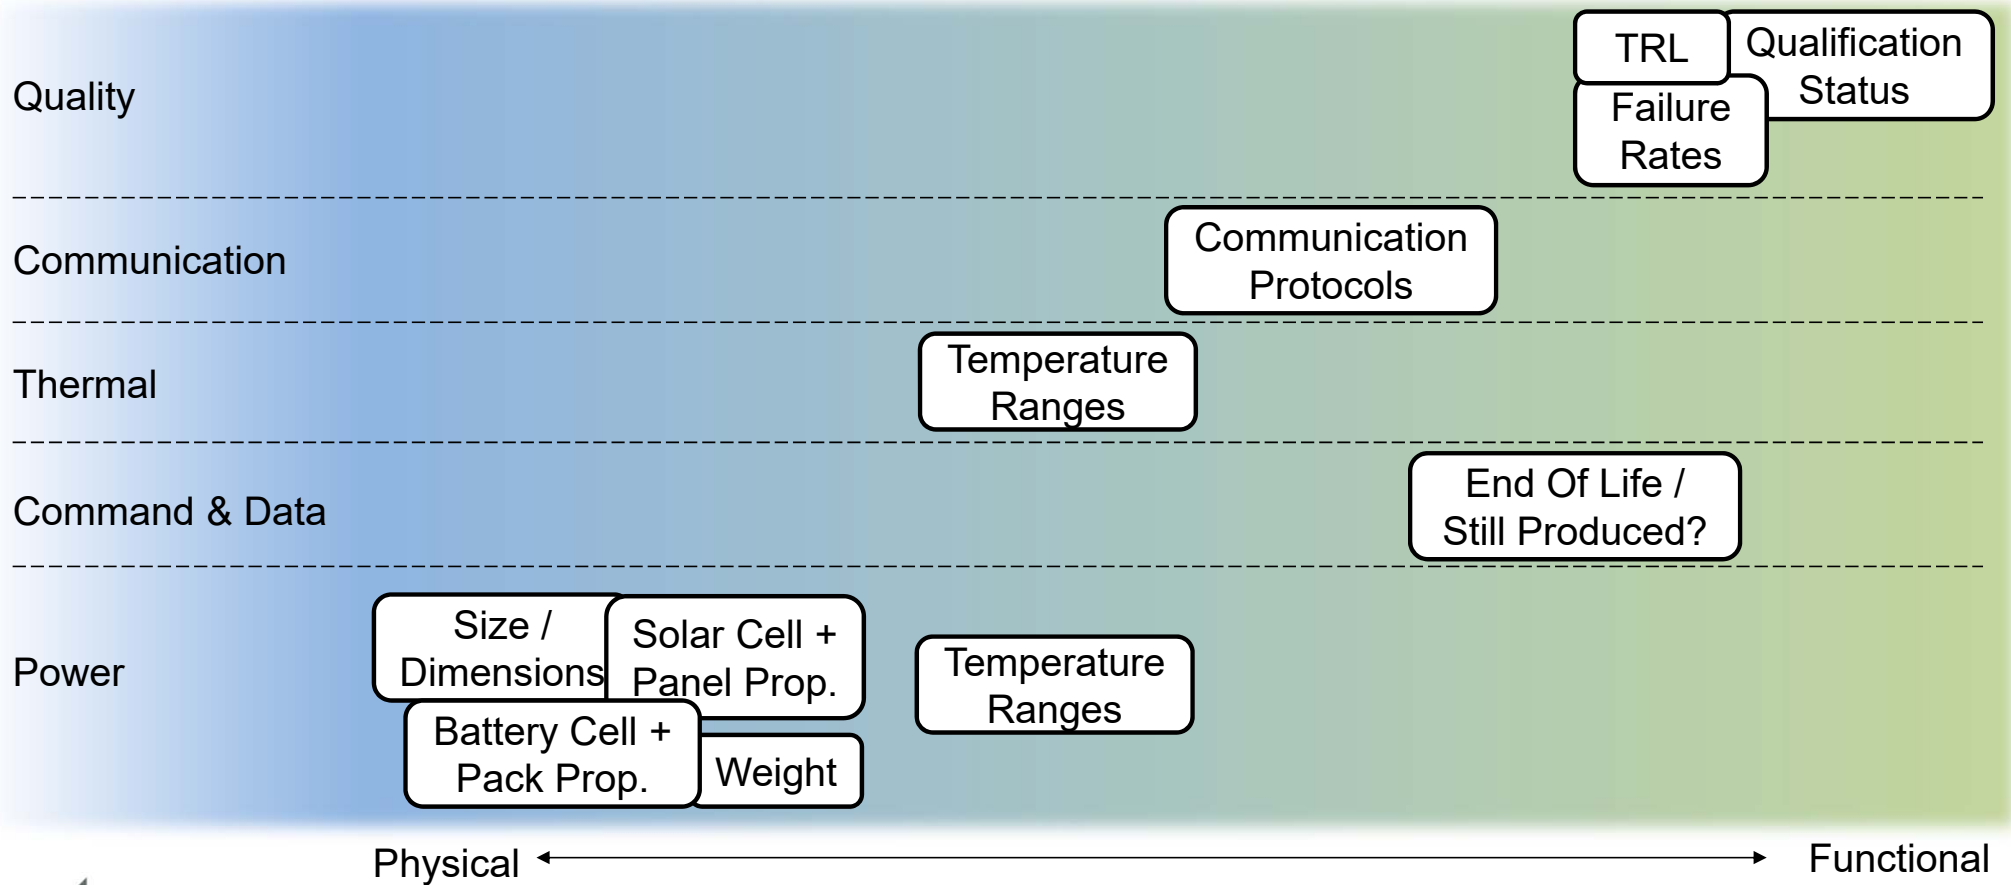 Quality
TRL
Qualification
Status
Failure
Rates
Communication
Communication
Protocols
Thermal
Temperature
Ranges
Command & Data
End Of Life /
Still Produced?
Power
Size /
Dimensions
Solar Cell +
Panel Prop.
Battery Cell +
Pack Prop.
Weight
Temperature
Ranges
Physical
Functional